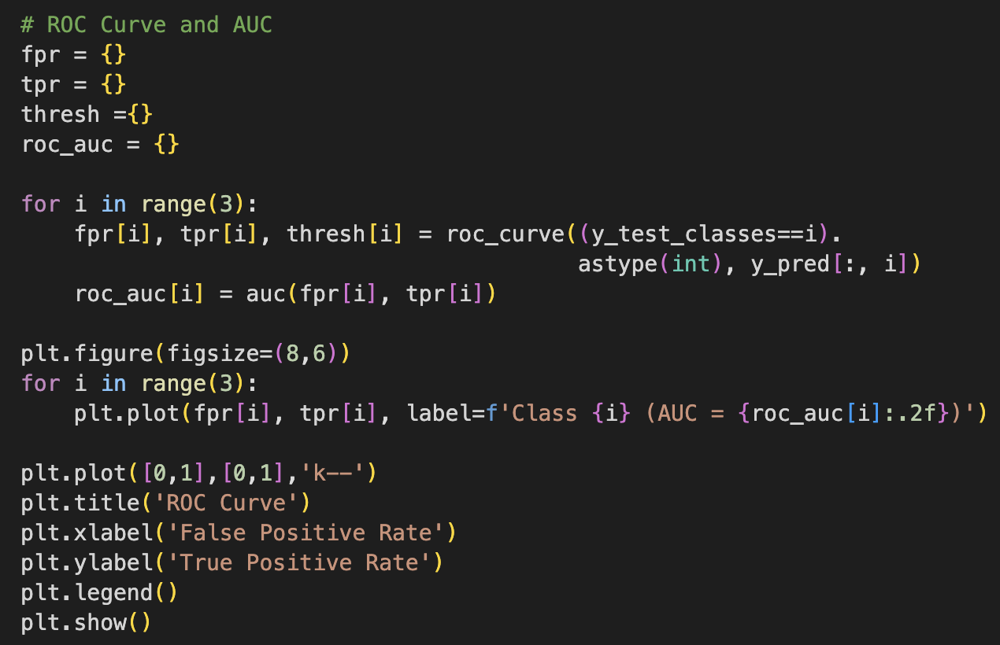 # ROC Curve and AUC
fpr = {}
tpr = {}
thresh ={}
roc_auc = {}

for i in range(3):
    fpr[i], tpr[i], thresh[i] = roc_curve((y_test_classes==i).
                                          astype(int), y_pred[:, i])
    roc_auc[i] = auc(fpr[i], tpr[i])

plt.figure(figsize=(8,6))
for i in range(3):
    plt.plot(fpr[i], tpr[i], label=f'Class {i} (AUC = {roc_auc[i]:.2f})')

plt.plot([0,1],[0,1],'k--')
plt.title('ROC Curve')
plt.xlabel('False Positive Rate')
plt.ylabel('True Positive Rate')
plt.legend()
plt.show()